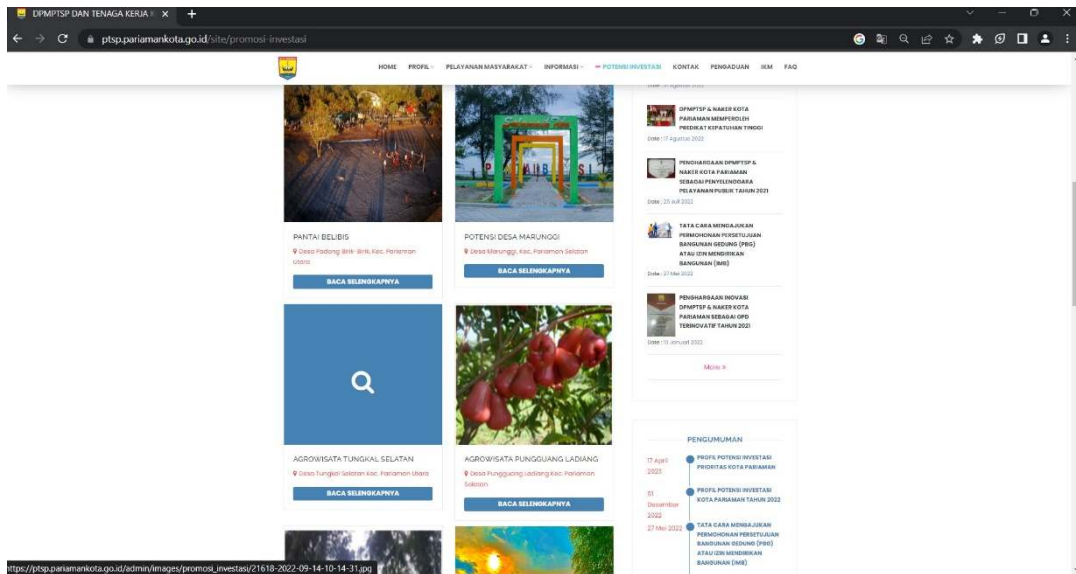 DPMPTSP DAN TENAGA KERJA
ptsp.pariamankota.go.id/site/promosi-investasi
HOME PROFIL PELAYANAN MASYARAKAT INFORMASI POTENSI INVESTASI KONTAK PENGADUAN IKM FAQ
PANTAI BELIBIS
Desa Padang Birik-Birik, Kec. Pariaman
Utara
BACA SELENGKAPNYA
POTENSI DESA MARUNGGI
Desa Marunggi, Kec. Pariaman Selatan
BACA SELENGKAPNYA
AGROWISATA TUNGKAL SELATAN
Desa Tungkal Selatan Kec. Pariaman Utara
BACA SELENGKAPNYA
AGROWISATA PUNGGUANG LADIANG
Desa Pungguang Ladiang Kec. Pariaman
Selatan
BACA SELENGKAPNYA
DPMPTSP & NAKER KOTA
PARIAMAN MEMPEROLEH
PREDIKAT KEPATUHAN TINGGI
Date : 17 Agustus 2022
PENGHARGAAN DPMPTSP &
NAKER KOTA PARIAMAN
SEBAGAI PENYELENGGARA
PELAYANAN PUBLIK TAHUN 2021
Date : 25 Juli 2022
TATA CARA MENGAJUKAN
PERMOHONAN PERSETUJUAN
BANGUNAN GEDUNG (PBG)
ATAU IZIN MENDIRIKAN
BANGUNAN (IMB)
Date : 27 Mei 2022
PENGHARGAAN INOVASI
DPMPTSP & NAKER KOTA
PARIAMAN SEBAGAI OPD
TERINOVATIF TAHUN 2021
Januari 2022
More
PENGUMUMAN
17 April
2023
PROFIL POTENSI INVESTASI
PRIORITAS KOTA PARIAMAN
31
Desember
2022
PROFIL POTENSI INVESTASI
KOTA PARIAMAN TAHUN 2022
27 Mei 2022
TATA CARA MENGAJUKAN
PERMOHONAN PERSETUJUAN
BANGUNAN GEDUNG (PBG)
ATAU IZIN MENDIRIKAN
BANGUNAN (IMB)
https://ptsp.pariamankota.go.id/admin/images/promosi_investasi/21618-2022-09-14-10-14-31.jpg